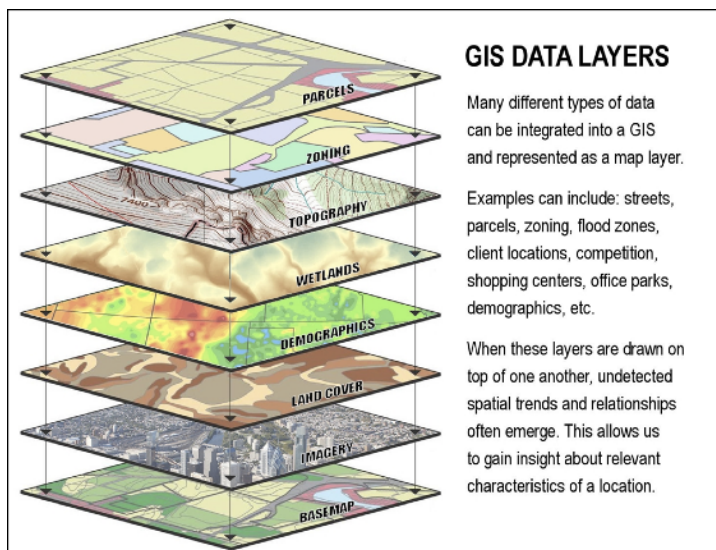 GIS DATA LAYERS
Many different types of data
can be integrated into a GIS
and represented as a map layer.
Examples can include: streets,
parcels, zoning, flood zones,
client locations, competition,
shopping centers, office parks,
demographics, etc.
When these layers are drawn on
top of one another, undetected
spatial trends and relationships
often emerge. This allows us
to gain insight about relevant
characteristics of a location.
PARCELS
ZONING
7400
TOPOGRAPHY
WETLANDS
DEMOGRAPHICS
LAND COVER
IMAGERY
BASEMAP